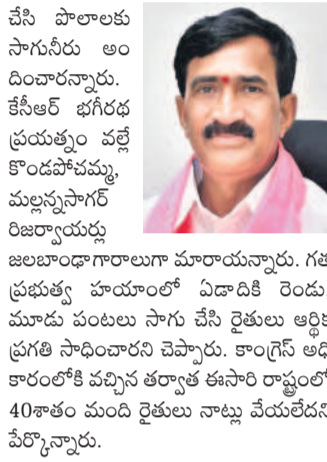 చేసి పొలాలకు
సాగునీరు అం
దించారన్నారు.
కేసీఆర్ భగీరథ
ప్రయత్నం వల్లే
కొండపోచమ్మ,
మల్లన్నసాగర్
రిజర్వాయర్లు
జలబాంఢాగారాలుగా మారాయన్నారు. గత
ప్రభుత్వ హయాంలో ఏడాదికి రెండు,
మూడు పంటలు సాగు చేసి రైతులు ఆర్థిక
ప్రగతి సాధించారని చెప్పారు. కాంగ్రెస్ అధి
కారంలోకి వచ్చిన తర్వాత ఈసారి రాష్ట్రంలో
40శాతం మంది రైతులు నాట్లు వేయలేదని
పేర్కొన్నారు.